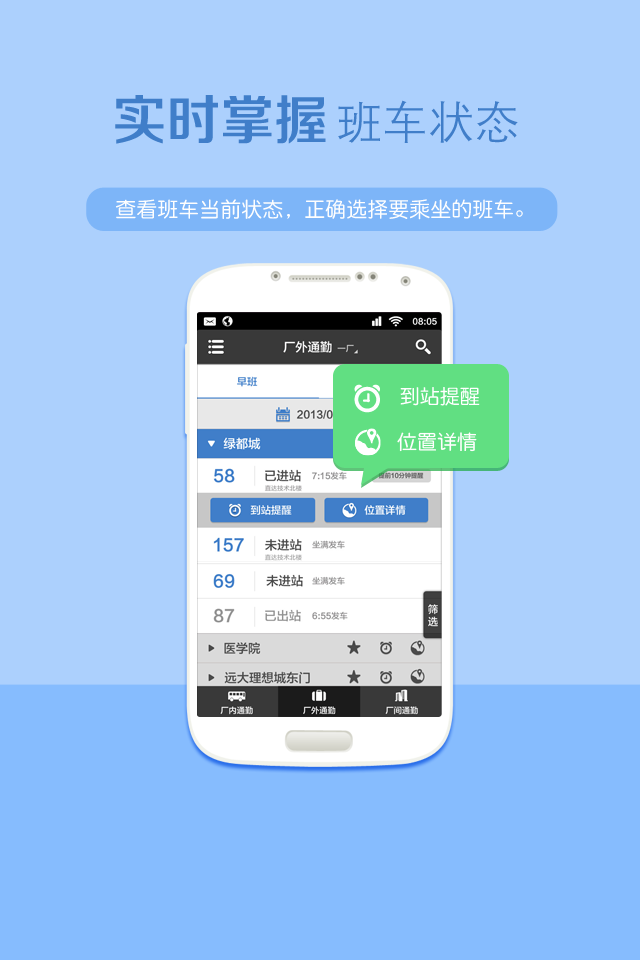 实时掌握 班车状态
查看班车当前状态，正确选择要乘坐的班车。
08:05
厂外通勤 一厂
早班
到站提醒
2013/0
位置详情
绿都城
58 已进站 7:15发车 提前10分钟提醒
直达技术北楼
到站提醒 位置详情
157 未进站 坐满发车
直达技术北楼
69 未进站 坐满发车
87 已出站 6:55发车
筛选
医学院
远大理想城东门
厂内通勤 厂外通勤 厂间通勤